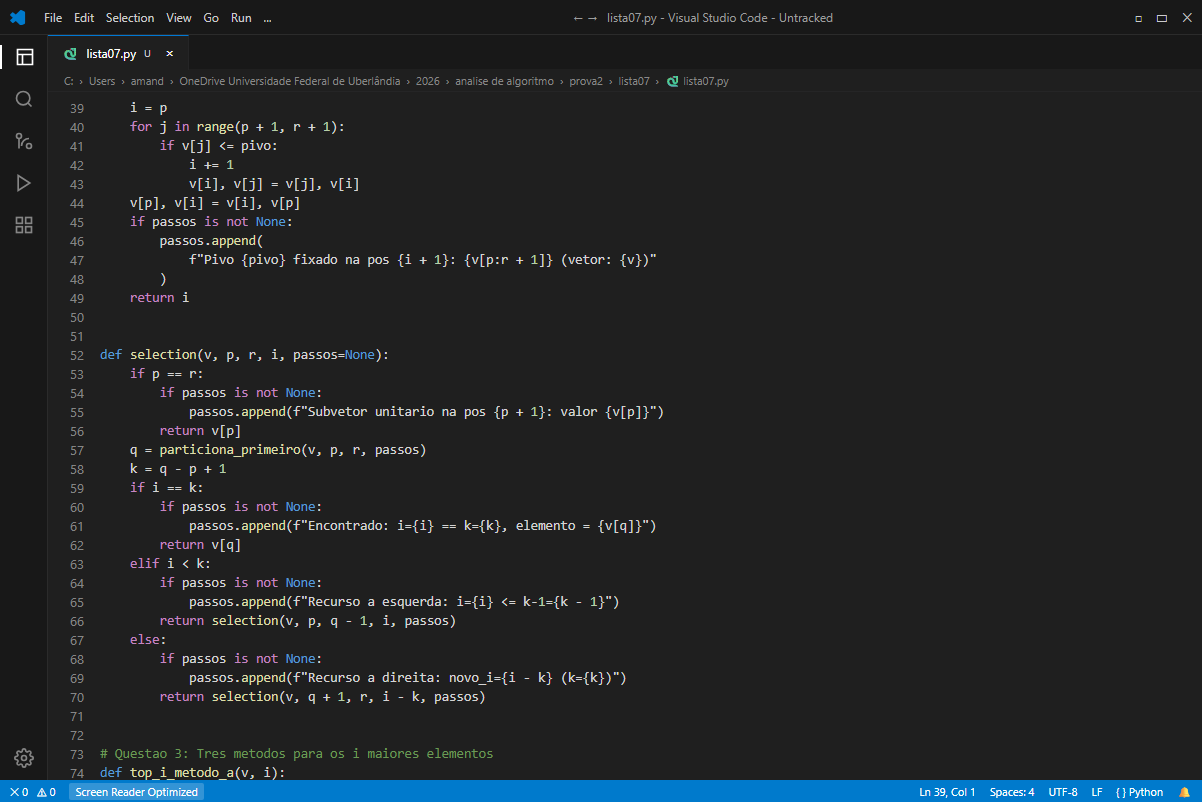 File Edit Selection View Go Run ... ←→ lista07.py - Visual Studio Code - Untracked
lista07.py U ×
C: › Users › amand › OneDrive Universidade Federal de Uberlândia › 2026 › analise de algoritmo › prova2 › lista07 › lista07.py
39 i = p
40 for j in range(p + 1, r + 1):
41 if v[j] <= pivo:
42 i += 1
43 v[i], v[j] = v[j], v[i]
44 v[p], v[i] = v[i], v[p]
45 if passos is not None:
46 passos.append(
47 f"Pivo {pivo} fixado na pos {i + 1}: {v[p:r + 1]} (vetor: {v})"
48 )
49 return i
50
51
52 def selection(v, p, r, i, passos=None):
53 if p == r:
54 if passos is not None:
55 passos.append(f"Subvetor unitario na pos {p + 1}: valor {v[p]}")
56 return v[p]
57 q = particiona_primeiro(v, p, r, passos)
58 k = q - p + 1
59 if i == k:
60 if passos is not None:
61 passos.append(f"Encontrado: i={i} == k={k}, elemento = {v[q]}")
62 return v[q]
63 elif i < k:
64 if passos is not None:
65 passos.append(f"Recurso a esquerda: i={i} <= k-1={k - 1}")
66 return selection(v, p, q - 1, i, passos)
67 else:
68 if passos is not None:
69 passos.append(f"Recurso a direita: novo_i={i - k} (k={k})")
70 return selection(v, q + 1, r, i - k, passos)
71
72
73 # Questao 3: Tres metodos para os i maiores elementos
74 def top_i_metodo_a(v, i):
0 0 Screen Reader Optimized Ln 39, Col 1 Spaces: 4 UTF-8 LF { } Python